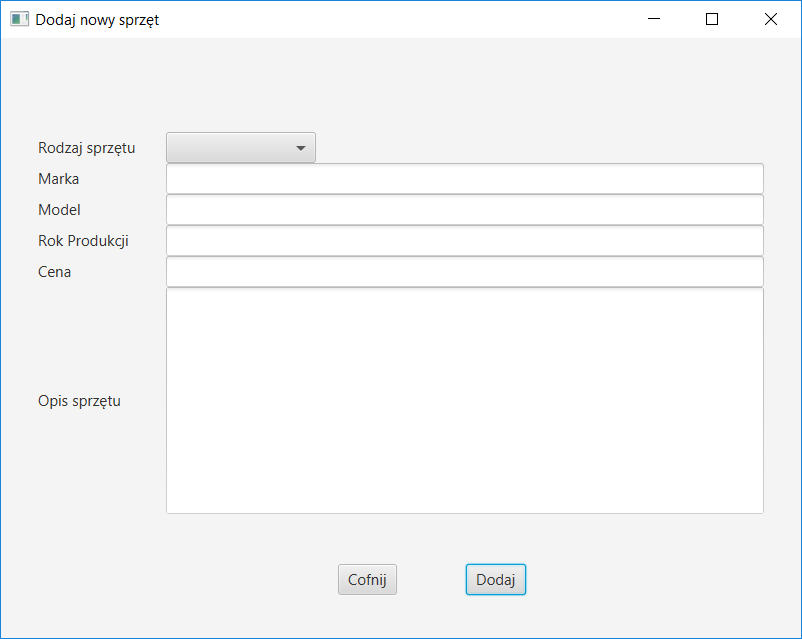 Dodaj nowy sprzęt
Rodzaj sprzętu
Marka
Model
Rok Produkcji
Cena
Opis sprzętu
Cofnij
Dodaj